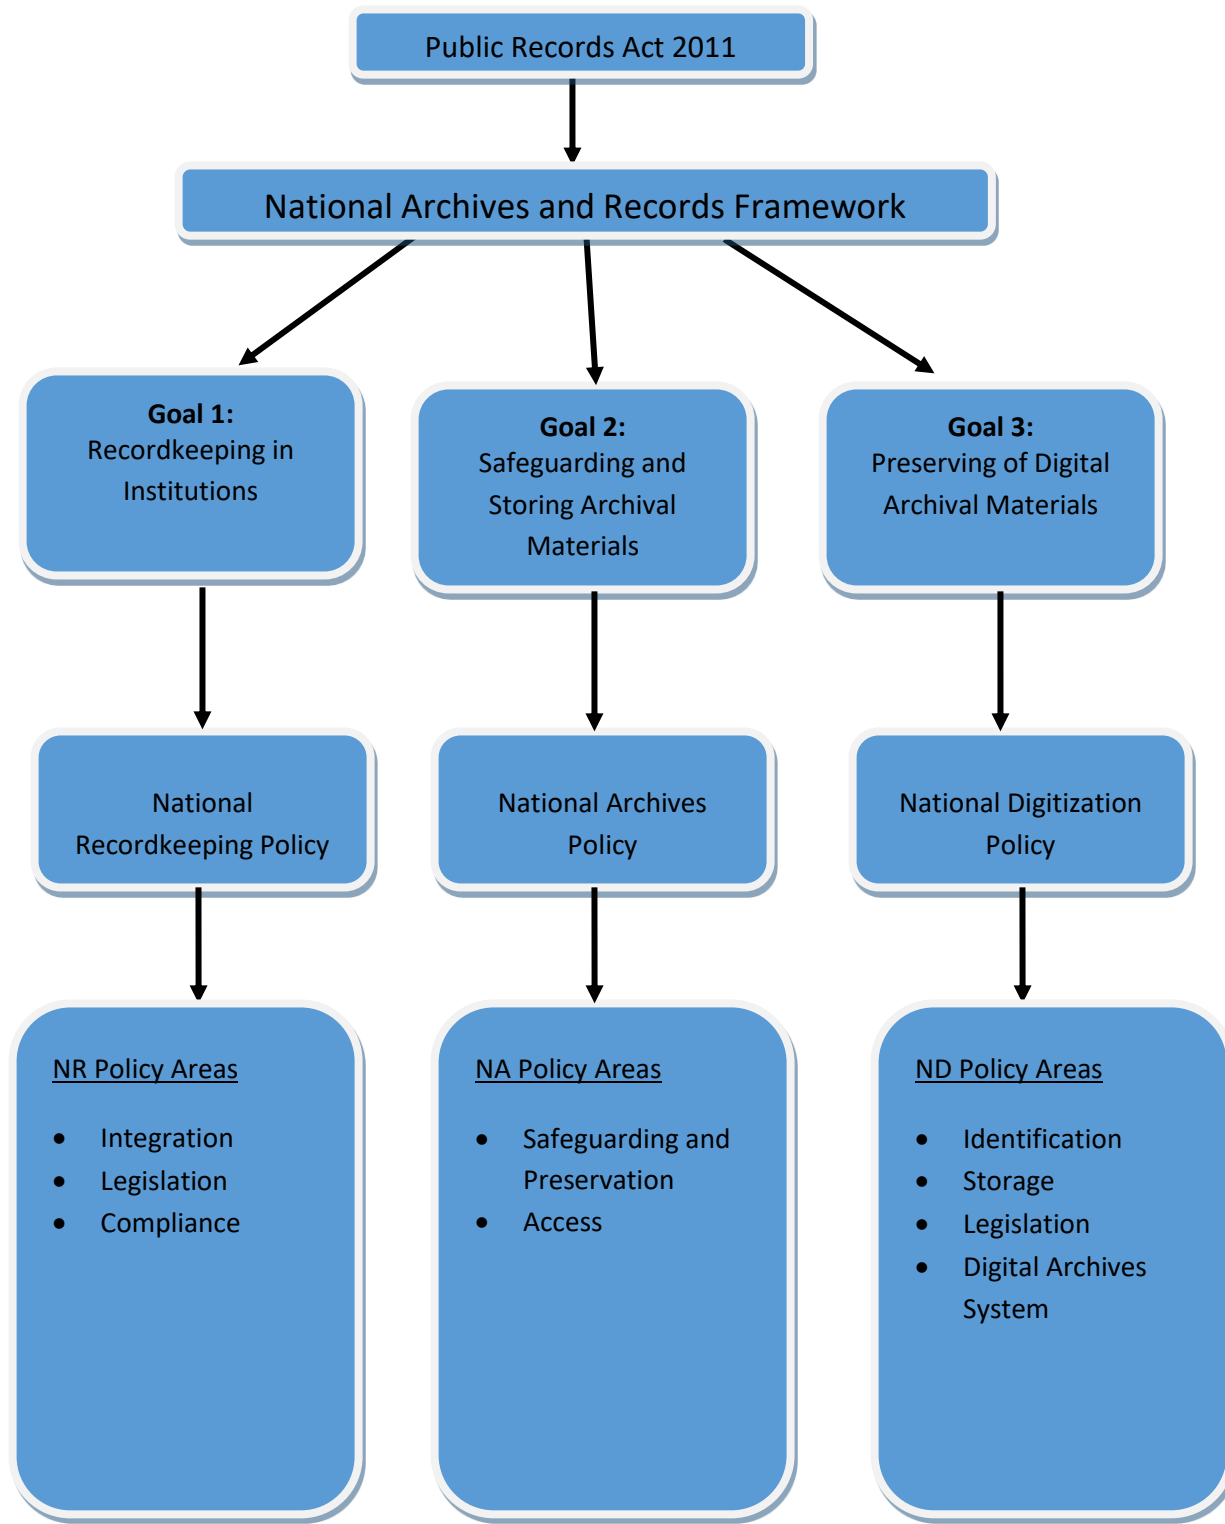 Public Records Act 2011
National Archives and Records Framework
Goal 1:
Recordkeeping in
Institutions
Goal 2:
Safeguarding and
Storing Archival
Materials
Goal 3:
Preserving of Digital
Archival Materials
National
Recordkeeping Policy
National Archives
Policy
National Digitization
Policy
NR Policy Areas
• Integration
• Legislation
• Compliance
NA Policy Areas
• Safeguarding and
Preservation
• Access
ND Policy Areas
• Identification
• Storage
• Legislation
• Digital Archives
System